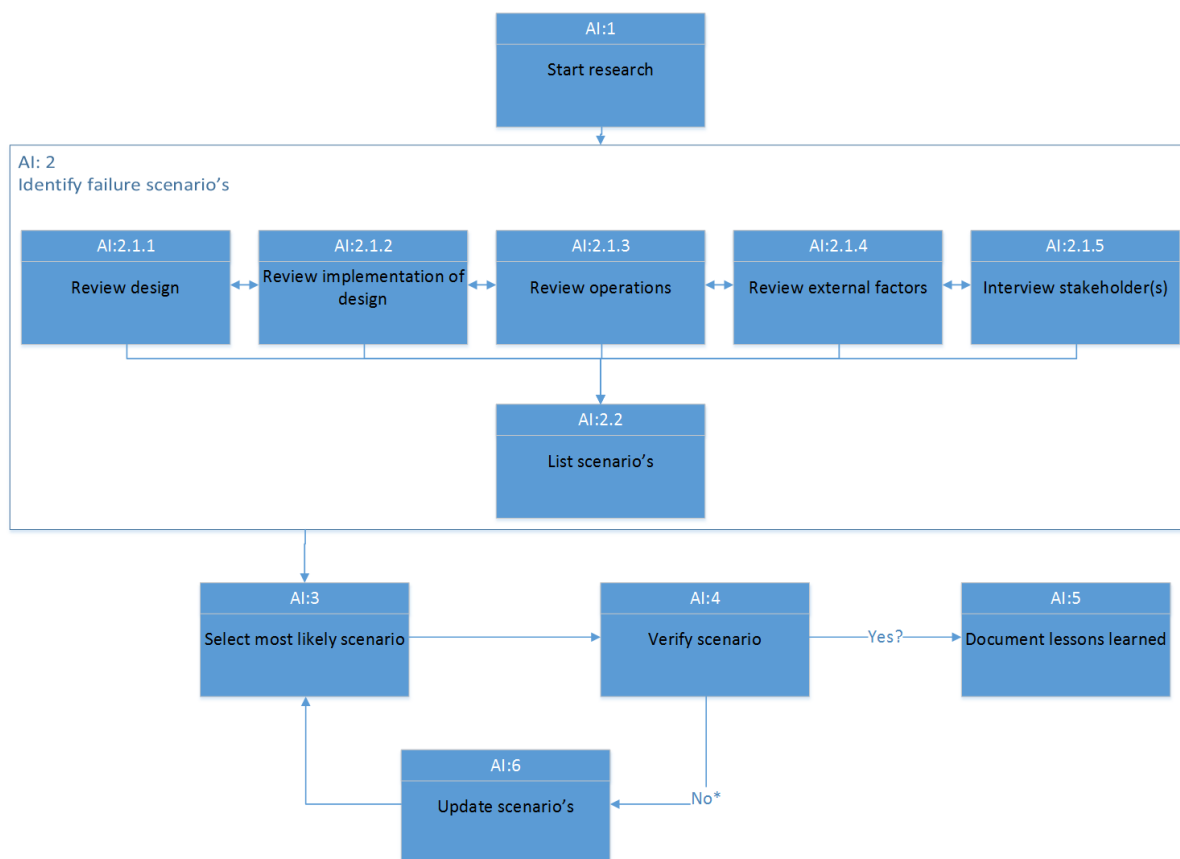 AI:1
Start research
AI: 2
Identify failure scenario’s
AI:2.1.1
Review design
AI:2.1.2
Review implementation of
design
AI:2.1.3
Review operations
AI:2.1.4
Review external factors
AI:2.1.5
Interview stakeholder(s)
AI:2.2
List scenario’s
AI:3
Select most likely scenario
AI:4
Verify scenario
Yes?
AI:5
Document lessons learned
AI:6
Update scenario’s
No*